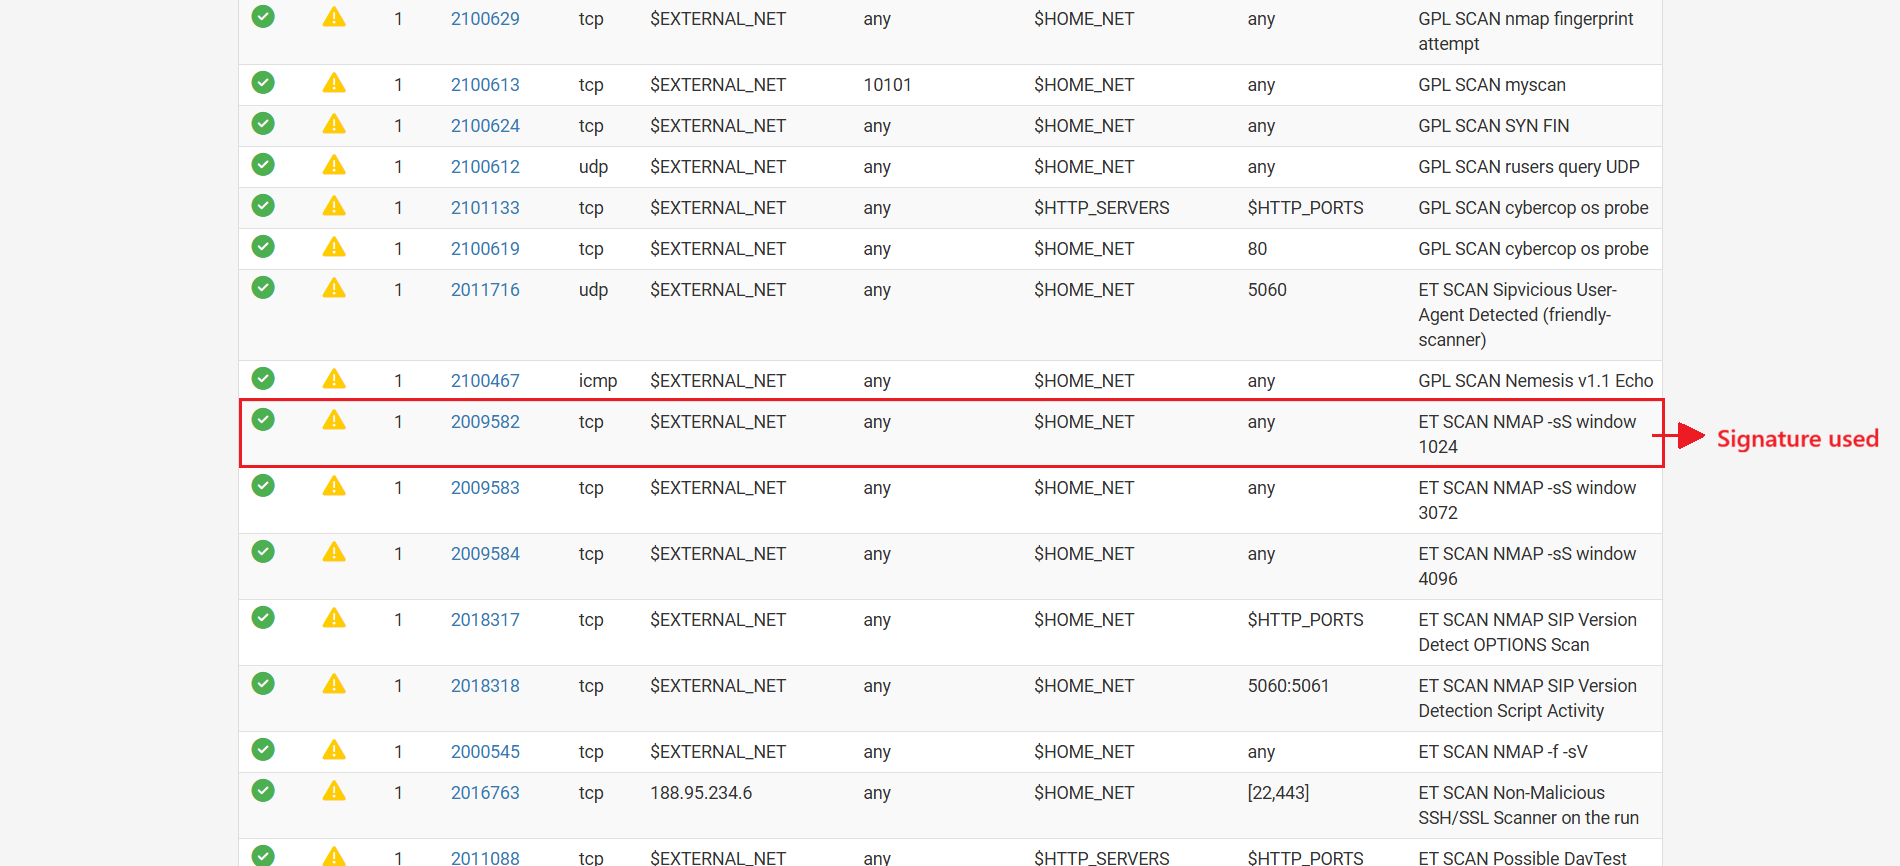 1 2100629 tcp $EXTERNAL_NET any $HOME_NET any GPL SCAN nmap fingerprint
attempt
1 2100613 tcp $EXTERNAL_NET 10101 $HOME_NET any GPL SCAN myscan
1 2100624 tcp $EXTERNAL_NET any $HOME_NET any GPL SCAN SYN FIN
1 2100612 udp $EXTERNAL_NET any $HOME_NET any GPL SCAN rusers query UDP
1 2101133 tcp $EXTERNAL_NET any $HTTP_SERVERS $HTTP_PORTS GPL SCAN cybercop os probe
1 2100619 tcp $EXTERNAL_NET any $HOME_NET 80 GPL SCAN cybercop os probe
1 2011716 udp $EXTERNAL_NET any $HOME_NET 5060 ET SCAN Sipvicious User-
Agent Detected (friendly-
scanner)
1 2100467 icmp $EXTERNAL_NET any $HOME_NET any GPL SCAN Nemesis v1.1 Echo
1 2009582 tcp $EXTERNAL_NET any $HOME_NET any ET SCAN NMAP -sS window
1024
Signature used
1 2009583 tcp $EXTERNAL_NET any $HOME_NET any ET SCAN NMAP -sS window
3072
1 2009584 tcp $EXTERNAL_NET any $HOME_NET any ET SCAN NMAP -sS window
4096
1 2018317 tcp $EXTERNAL_NET any $HOME_NET $HTTP_PORTS ET SCAN NMAP SIP Version
Detect OPTIONS Scan
1 2018318 tcp $EXTERNAL_NET any $HOME_NET 5060:5061 ET SCAN NMAP SIP Version
Detection Script Activity
1 2000545 tcp $EXTERNAL_NET any $HOME_NET any ET SCAN NMAP -f -sV
1 2016763 tcp 188.95.234.6 any $HOME_NET [22,443] ET SCAN Non-Malicious
SSH/SSL Scanner on the run
1 2011088 tcp $EXTERNAL_NET any $HTTP_SERVERS $HTTP_PORTS ET SCAN Possible DavTest